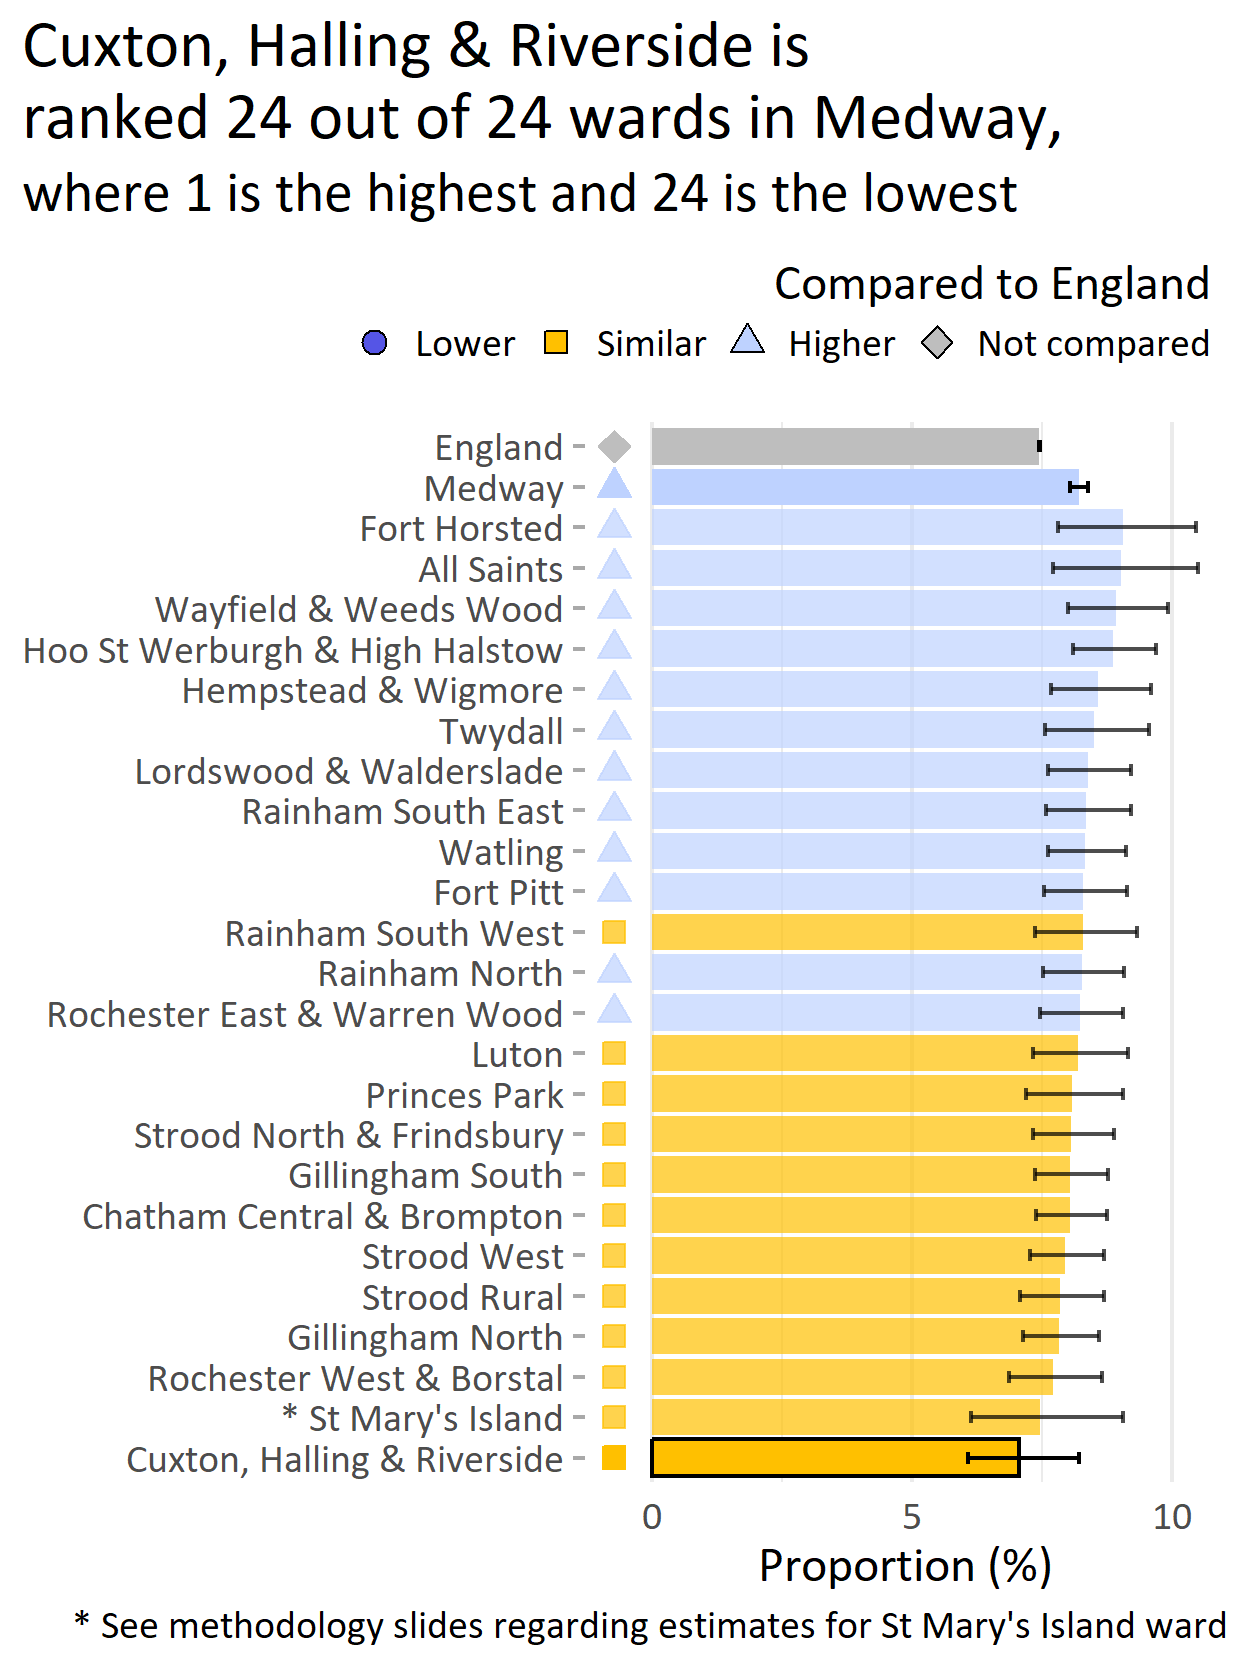 Cuxton, Halling & Riverside is
ranked 24 out of 24 wards in Medway,
where 1 is the highest and 24 is the lowest
Compared to England
Lower Similar Higher Not compared
England
Medway
Fort Horsted
All Saints
Wayfield & Weeds Wood
Hoo St Werburgh & High Halstow
Hempstead & Wigmore
Twydall
Lordswood & Walderslade
Rainham South East
Watling
Fort Pitt
Rainham South West
Rainham North
Rochester East & Warren Wood
Luton
Princes Park
Strood North & Frindsbury
Gillingham South
Chatham Central & Brompton
Strood West
Strood Rural
Gillingham North
Rochester West & Borstal
* St Mary's Island
Cuxton, Halling & Riverside
0 5 10
Proportion (%)
* See methodology slides regarding estimates for St Mary's Island ward